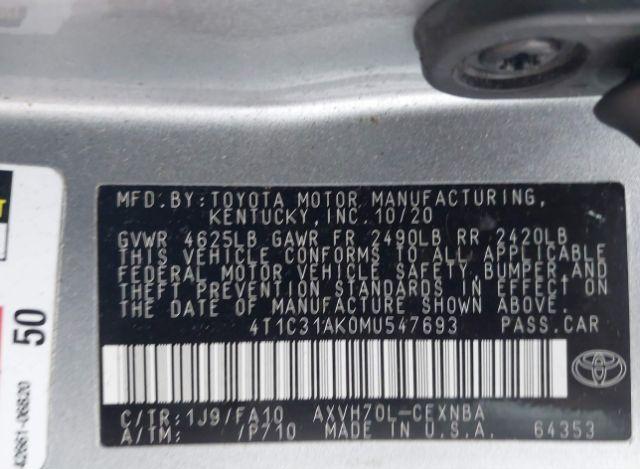 MFD.BY:TOYOTA MOTOR MANUFACTURING,
KENTUCKY, INC. 10/20
GVWR 4625LB GAWR FR 2490LB RR 2420LB
THIS VEHICLE CONFORMS TO ALL APPLICABLE
FEDERAL MOTOR VEHICLE SAFETY, BUMPER AND
THEFT PREVENTION STANDARDS IN EFFECT ON
THE DATE OF MANUFACTURE SHOWN ABOVE.
4T1C31AK0MU547693 PASS.CAR
C/TR:1J9/FA10 AXVH70L-CEXNBA
A/TM: /P710 MADE IN U.S.A. 64353
50
42661-06820